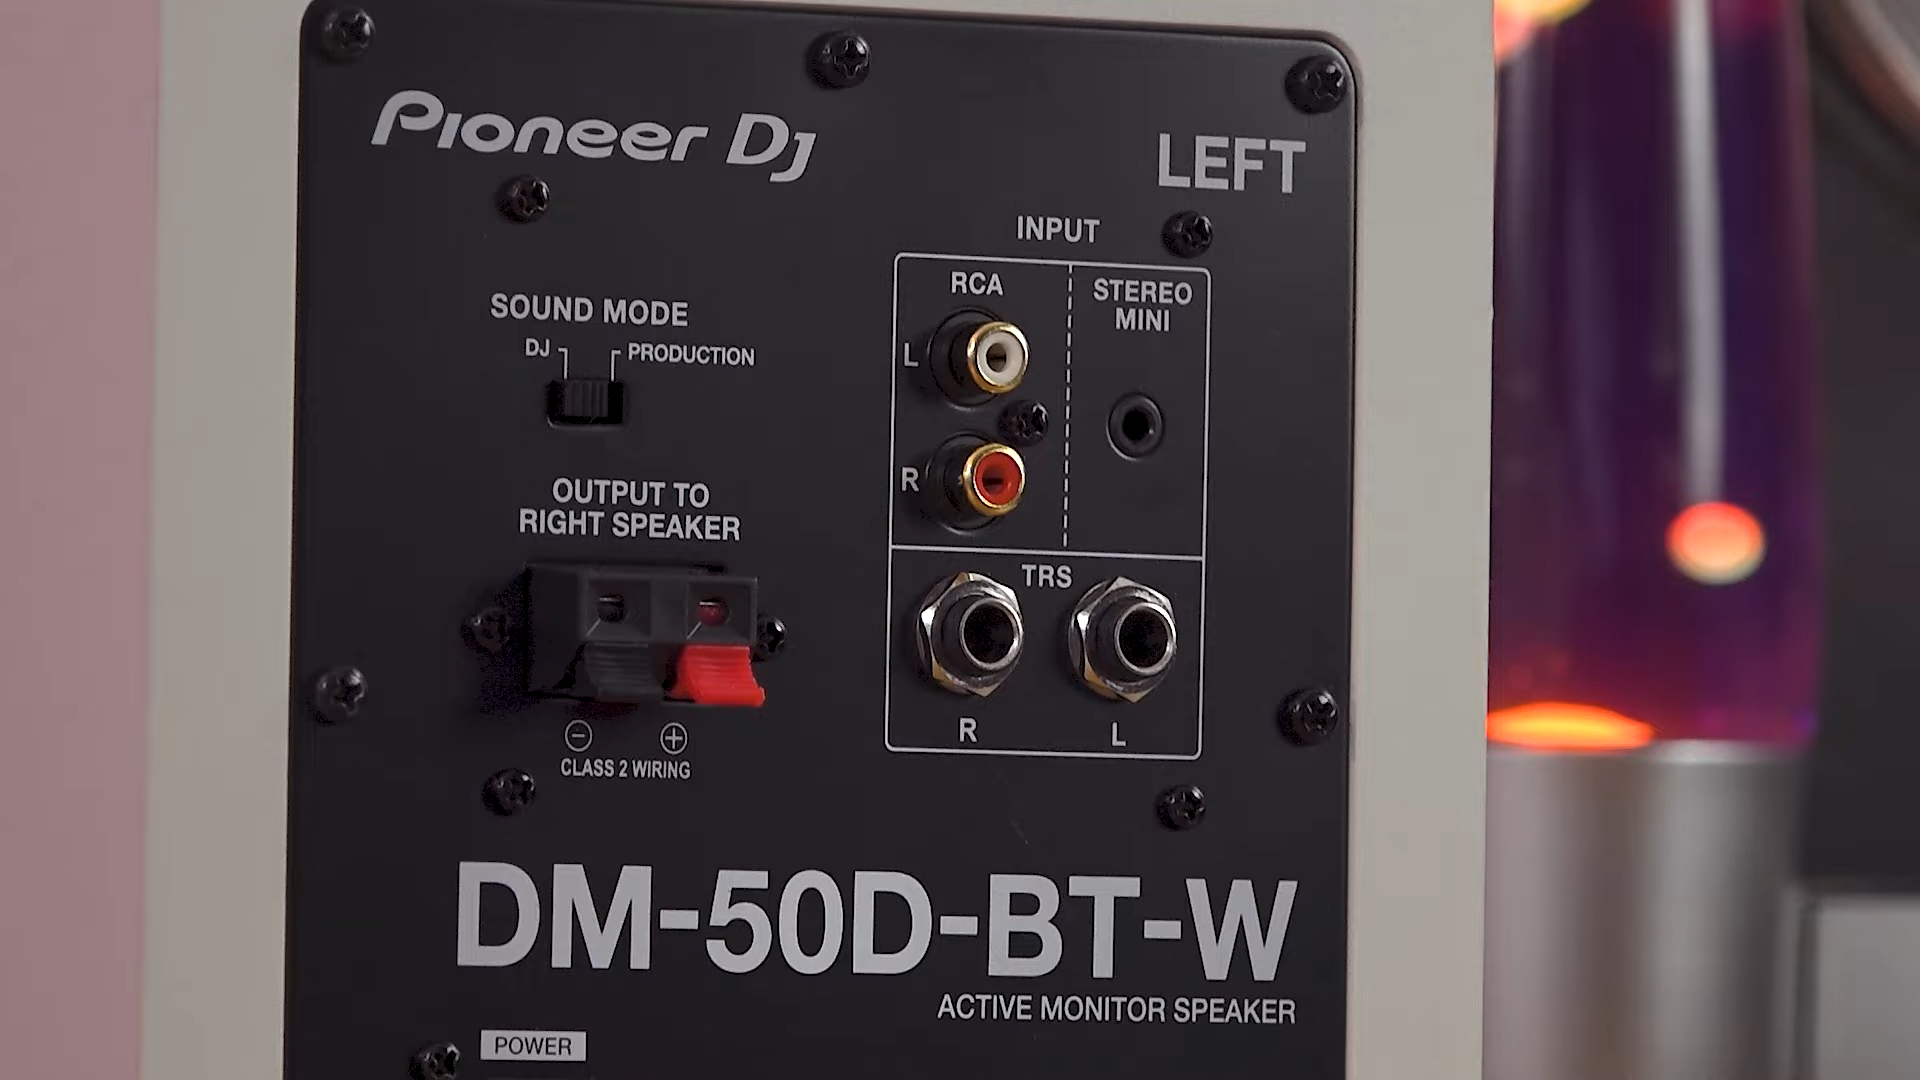 Pioneer DJ
LEFT
INPUT
RCA
STEREO
MINI
L
R
TRS
R L
SOUND MODE
DJ PRODUCTION
OUTPUT TO
RIGHT SPEAKER
⊖ ⊕
CLASS 2 WIRING
DM-50D-BT-W
ACTIVE MONITOR SPEAKER
POWER